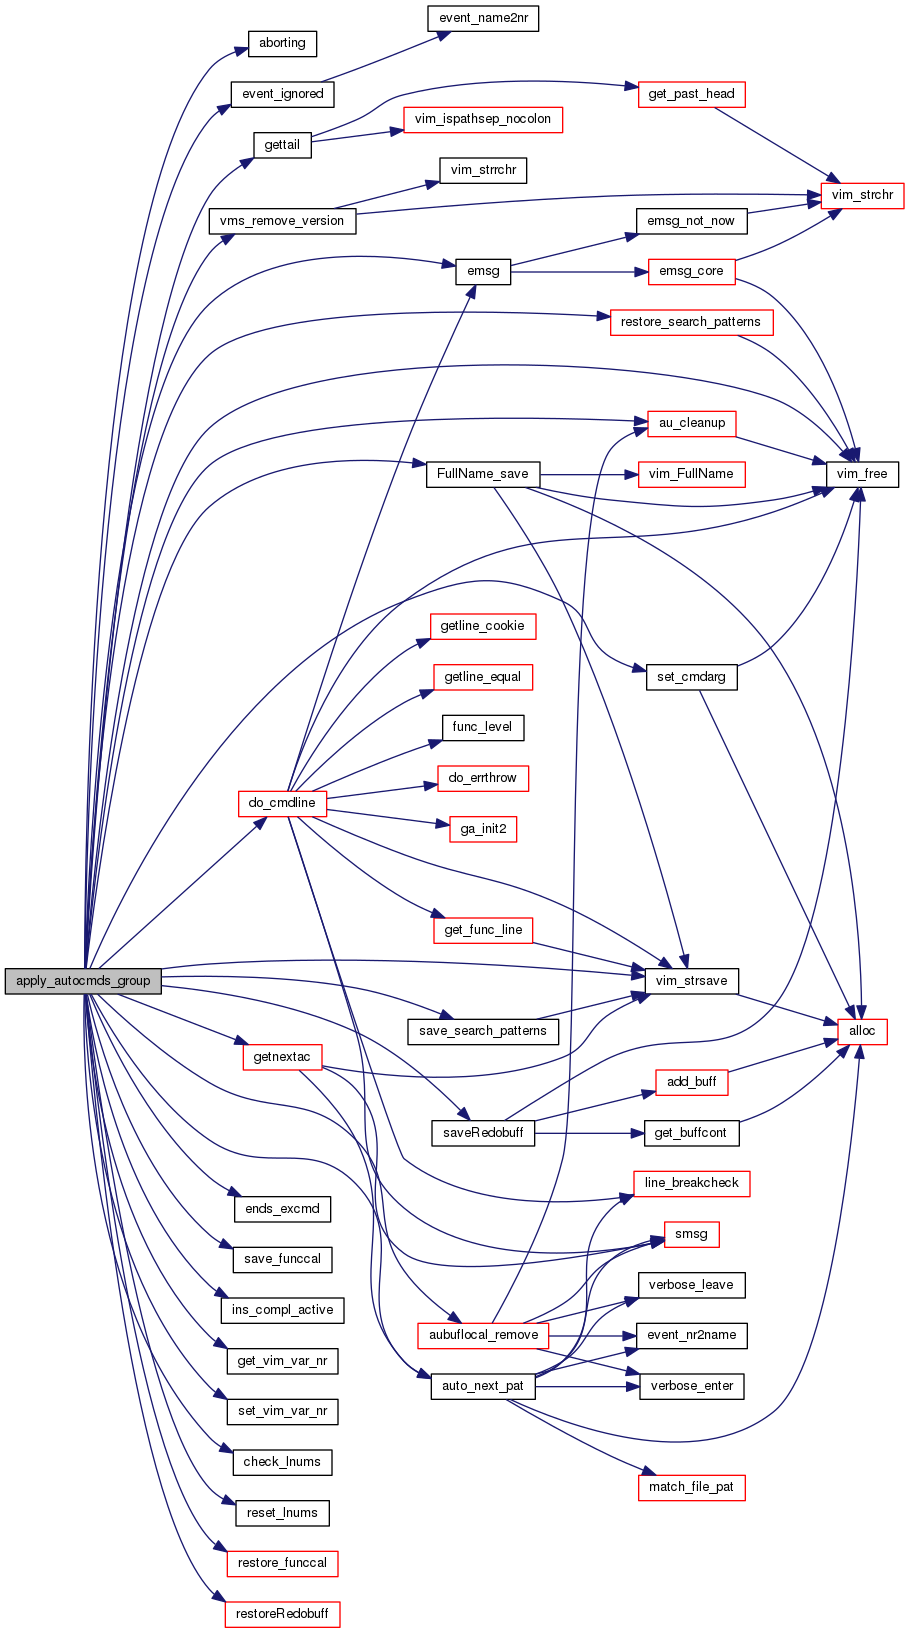 event_name2nr
aborting
event_ignored
get_past_head
vim_ispathsep_nocolon
gettail
vim_strrchr
vim_strchr
vms_remove_version
emsg_not_now
emsg
emsg_core
restore_search_patterns
au_cleanup
FullName_save
vim_FullName
vim_free
getline_cookie
set_cmdarg
getline_equal
func_level
do_errthrow
do_cmdline
ga_init2
get_func_line
apply_autocmds_group
vim_strsave
save_search_patterns
alloc
getnextac
add_buff
saveRedobuff
get_buffcont
line_breakcheck
ends_excmd
smsg
save_funccal
verbose_leave
ins_compl_active
aubuflocal_remove
event_nr2name
get_vim_var_nr
auto_next_pat
verbose_enter
set_vim_var_nr
check_lnums
match_file_pat
reset_lnums
restore_funccal
restoreRedobuff